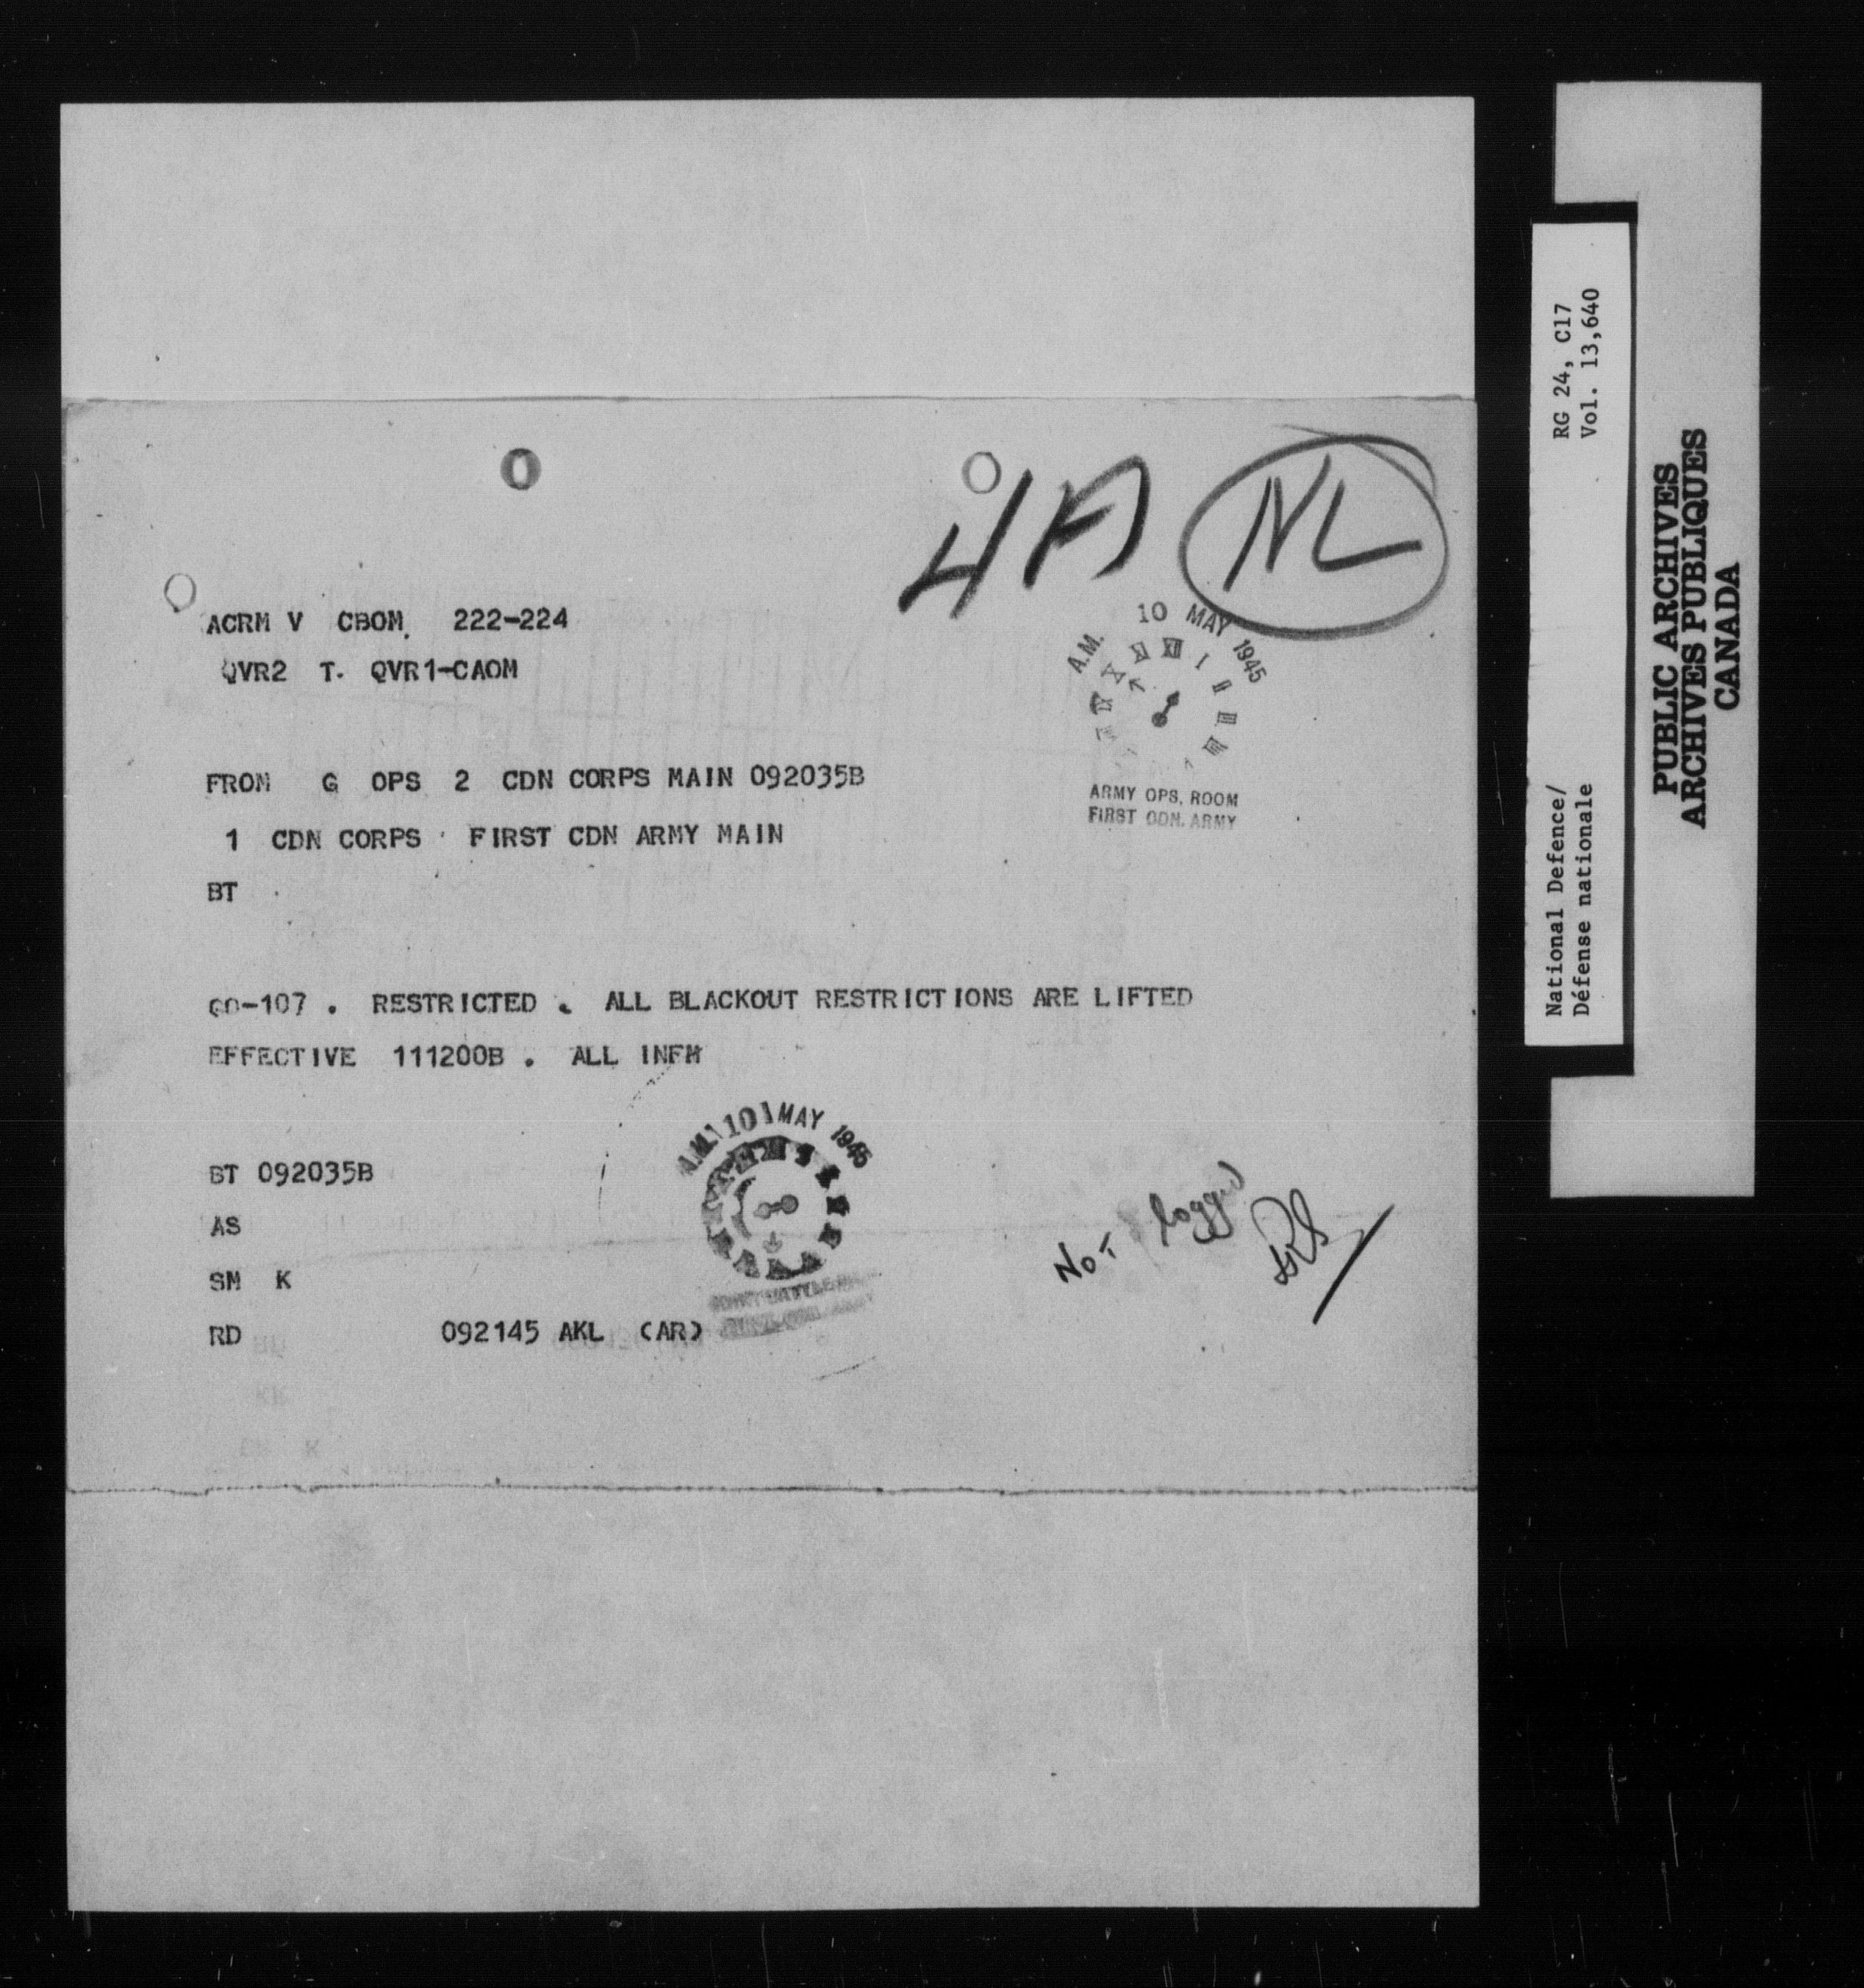 4A NL
ACRM V CBOM. 222-224
QVR2 T. QVR1-CAOM
A.M. 10 MAY 1945
ARMY OPS. ROOM
FIRST CDN. ARMY
FROM G OPS 2 CDN CORPS MAIN 092035B
1 CDN CORPS FIRST CDN ARMY MAIN
BT
GO-107 . RESTRICTED . ALL BLACKOUT RESTRICTIONS ARE LIFTED
EFFECTIVE 111200B . ALL INFM
A.M. 10 MAY 1945
BT 092035B
AS
SM K
RD 092145 AKL (AR)
Not logged
RG 24, C17
Vol. 13,640
National Defence/
Défense nationale
PUBLIC ARCHIVES
ARCHIVES PUBLIQUES
CANADA